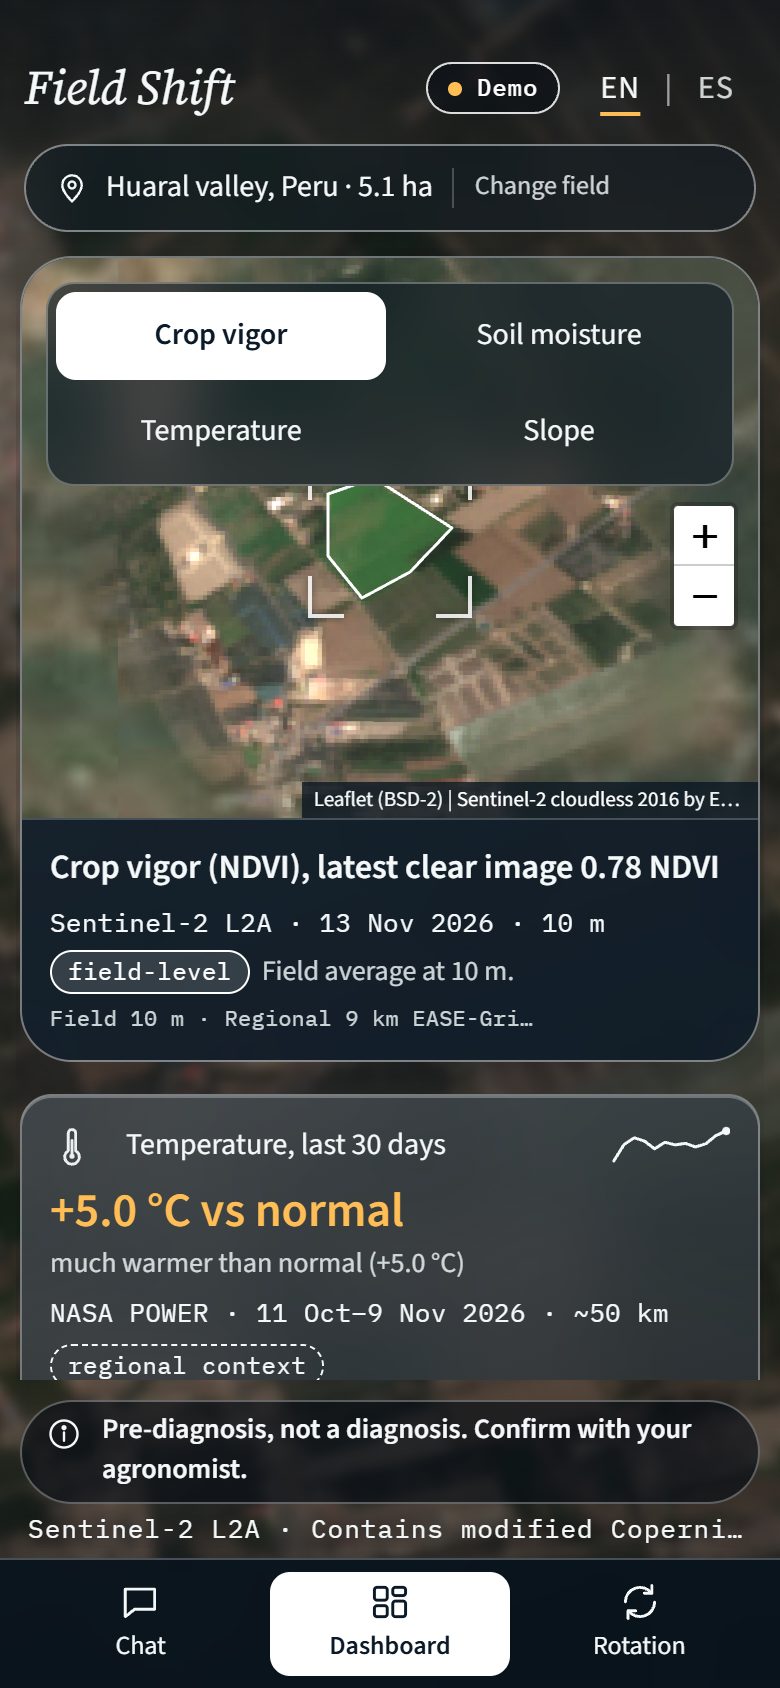 Field Shift
Demo
EN | ES
Huaral valley, Peru · 5.1 ha | Change field
Crop vigor
Soil moisture
Temperature
Slope
+
−
Leaflet (BSD-2) | Sentinel-2 cloudless 2016 by E…
Crop vigor (NDVI), latest clear image 0.78 NDVI
Sentinel-2 L2A · 13 Nov 2026 · 10 m
field-level Field average at 10 m.
Field 10 m · Regional 9 km EASE-Gri…
Temperature, last 30 days
+5.0 °C vs normal
much warmer than normal (+5.0 °C)
NASA POWER · 11 Oct–9 Nov 2026 · ~50 km
regional context
Pre-diagnosis, not a diagnosis. Confirm with your
agronomist.
Sentinel-2 L2A · Contains modified Coperni…
Chat
Dashboard
Rotation